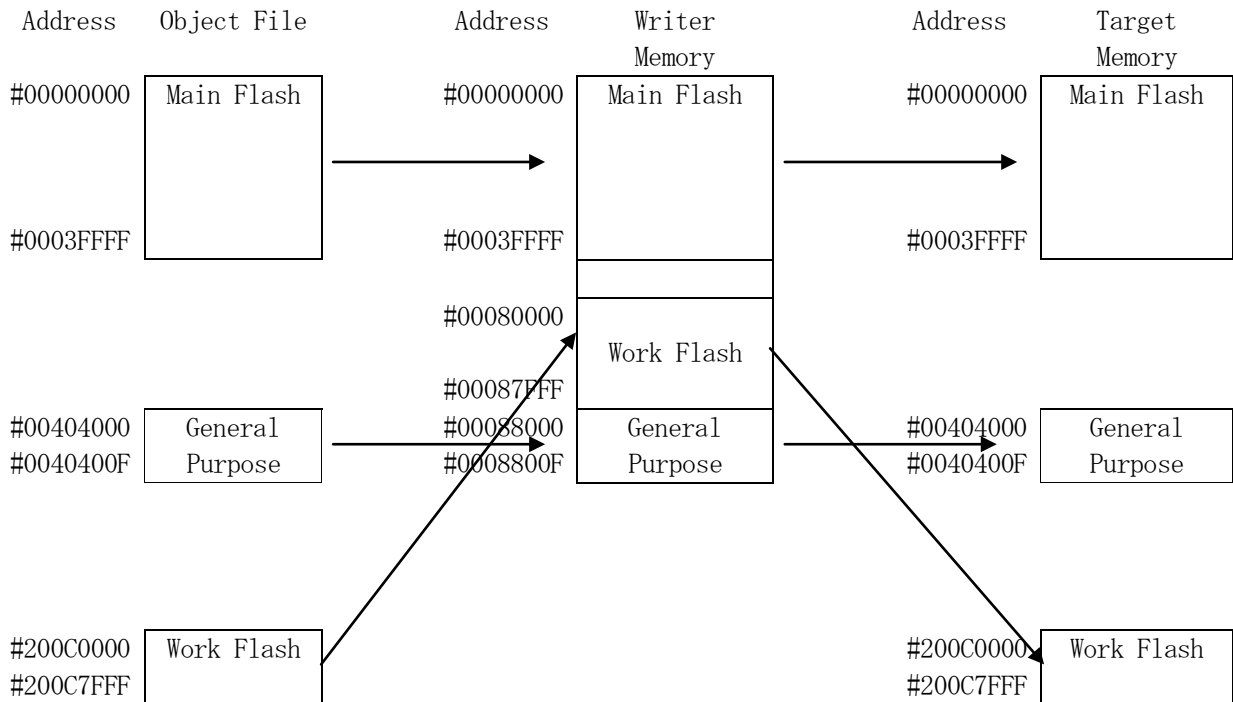 Address Object File Address Writer Address Target
Memory Memory
#00000000 Main Flash #00000000 Main Flash #00000000 Main Flash
#0003FFFF #0003FFFF #0003FFFF
#00080000
Work Flash
#00087FFF
#00404000 General #00088000 General #00404000 General
#0040400F Purpose #0008800F Purpose #0040400F Purpose
#200C0000 Work Flash #200C0000 Work Flash
#200C7FFF #200C7FFF